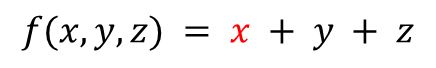 f(x, y, z) = x + y + z